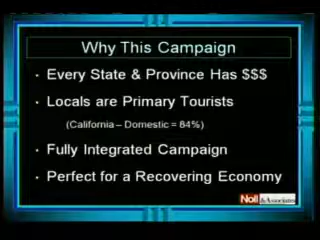 Why This Campaign
• Every State & Province Has $$$
• Locals are Primary Tourists
(California – Domestic = 84%)
• Fully Integrated Campaign
• Perfect for a Recovering Economy
Noll & Associates